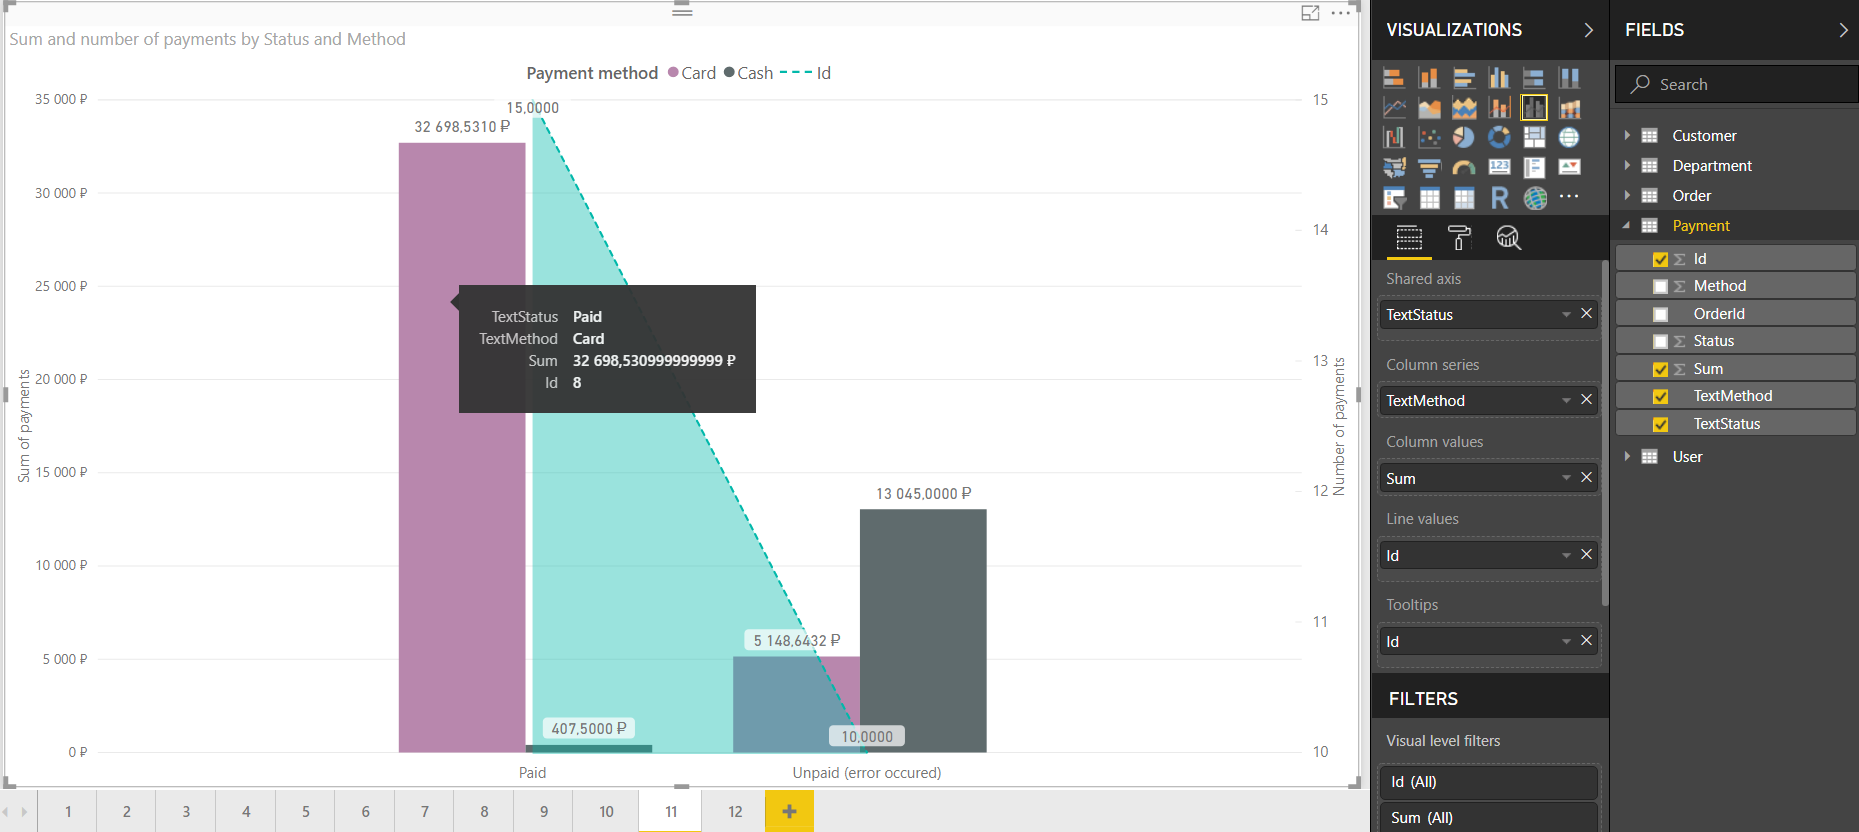 Sum and number of payments by Status and Method
Payment method Card Cash Id
35 000 ₽
30 000 ₽
25 000 ₽
20 000 ₽
15 000 ₽
10 000 ₽
5 000 ₽
0 ₽
Sum of payments
15,0000
32 698,5310 ₽
TextStatus Paid
TextMethod Card
Sum 32 698,530999999999 ₽
Id 8
13 045,0000 ₽
5 148,6432 ₽
407,5000 ₽
10,0000
15
14
13
12
11
10
Number of payments
Paid
Unpaid (error occured)
1 2 3 4 5 6 7 8 9 10 11 12 +
VISUALIZATIONS
123
R
Shared axis
TextStatus
Column series
TextMethod
Column values
Sum
Line values
Id
Tooltips
Id
FILTERS
Visual level filters
Id (All)
Sum (All)
FIELDS
Search
Customer
Department
Order
Payment
Σ Id
Σ Method
OrderId
Σ Status
Σ Sum
TextMethod
TextStatus
User